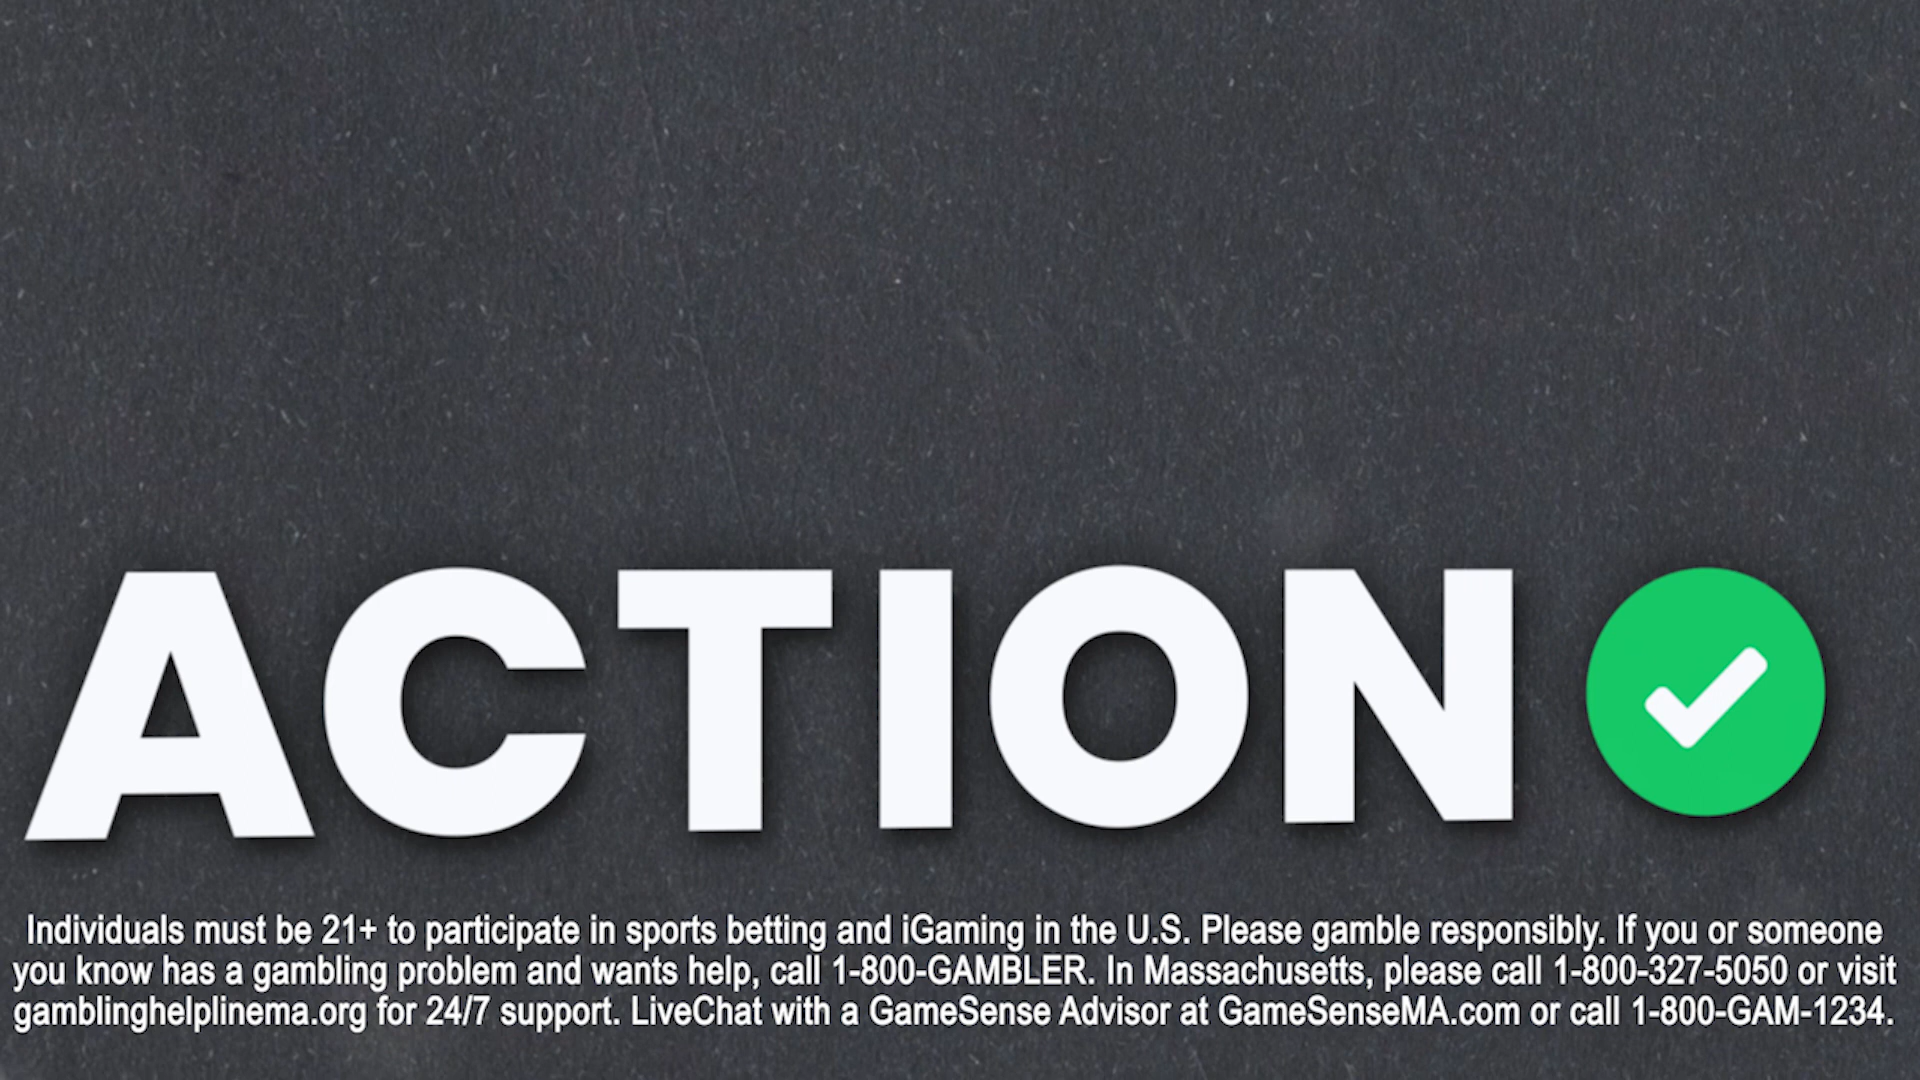 ACTION
Individuals must be 21+ to participate in sports betting and iGaming in the U.S. Please gamble responsibly. If you or someone
you know has a gambling problem and wants help, call 1-800-GAMBLER. In Massachusetts, please call 1-800-327-5050 or visit
gamblinghelplinema.org for 24/7 support. LiveChat with a GameSense Advisor at GameSenseMA.com or call 1-800-GAM-1234.